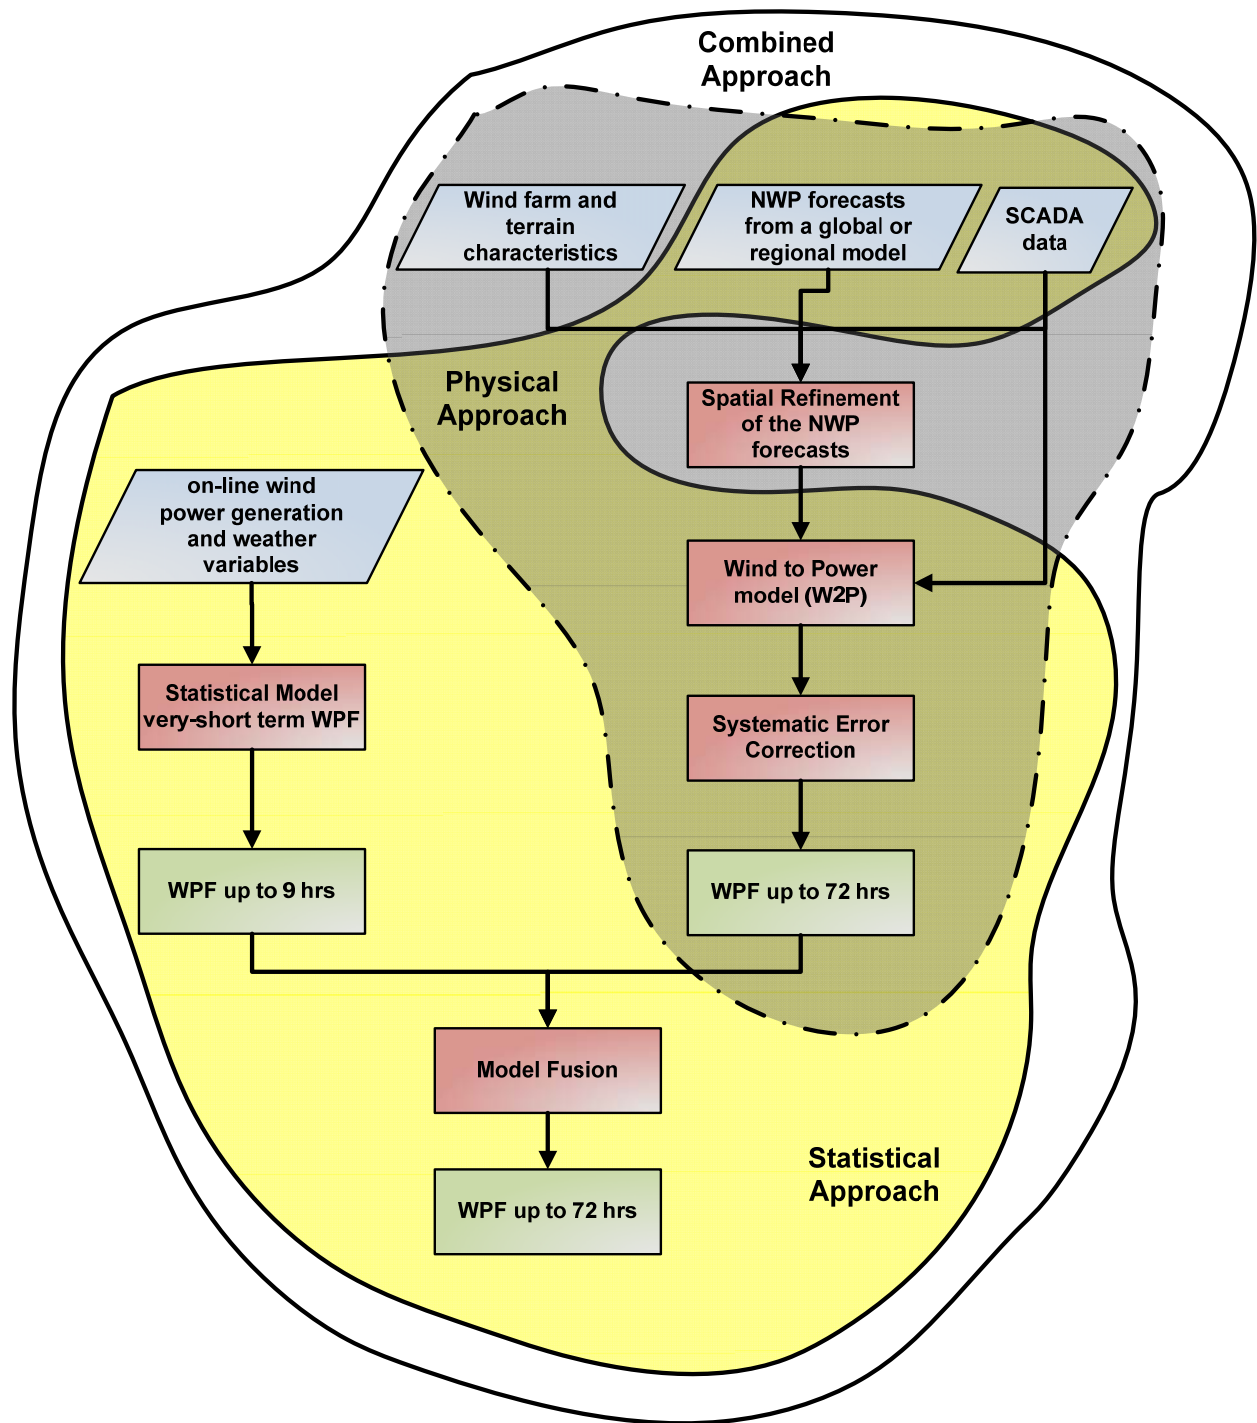 Combined
Approach
Wind farm and
terrain
characteristics
NWP forecasts
from a global or
regional model
SCADA
data
Physical
Approach
Spatial Refinement
of the NWP
forecasts
on-line wind
power generation
and weather
variables
Wind to Power
model (W2P)
Statistical Model
very-short term WPF
Systematic Error
Correction
WPF up to 9 hrs
WPF up to 72 hrs
Model Fusion
Statistical
Approach
WPF up to 72 hrs